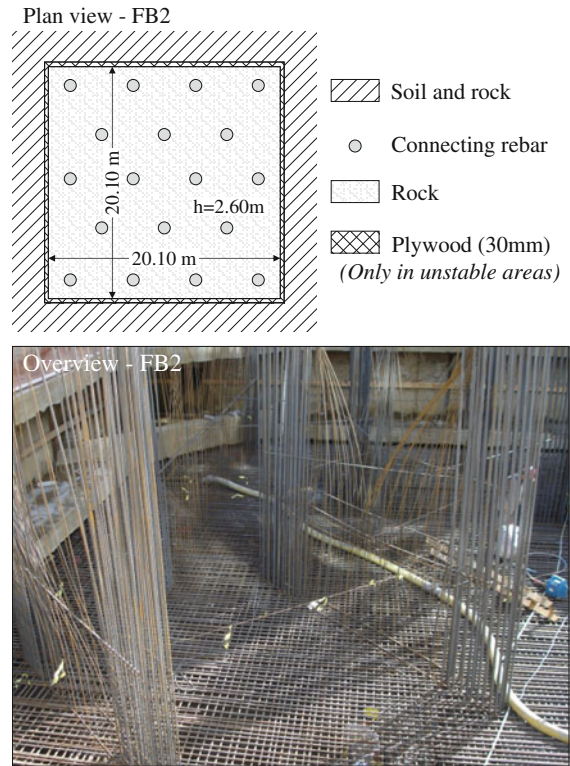 Plan view - FB2
20.10 m
h=2.60m
20.10 m
Soil and rock
Connecting rebar
Rock
Plywood (30mm)
(Only in unstable areas)
Overview - FB2